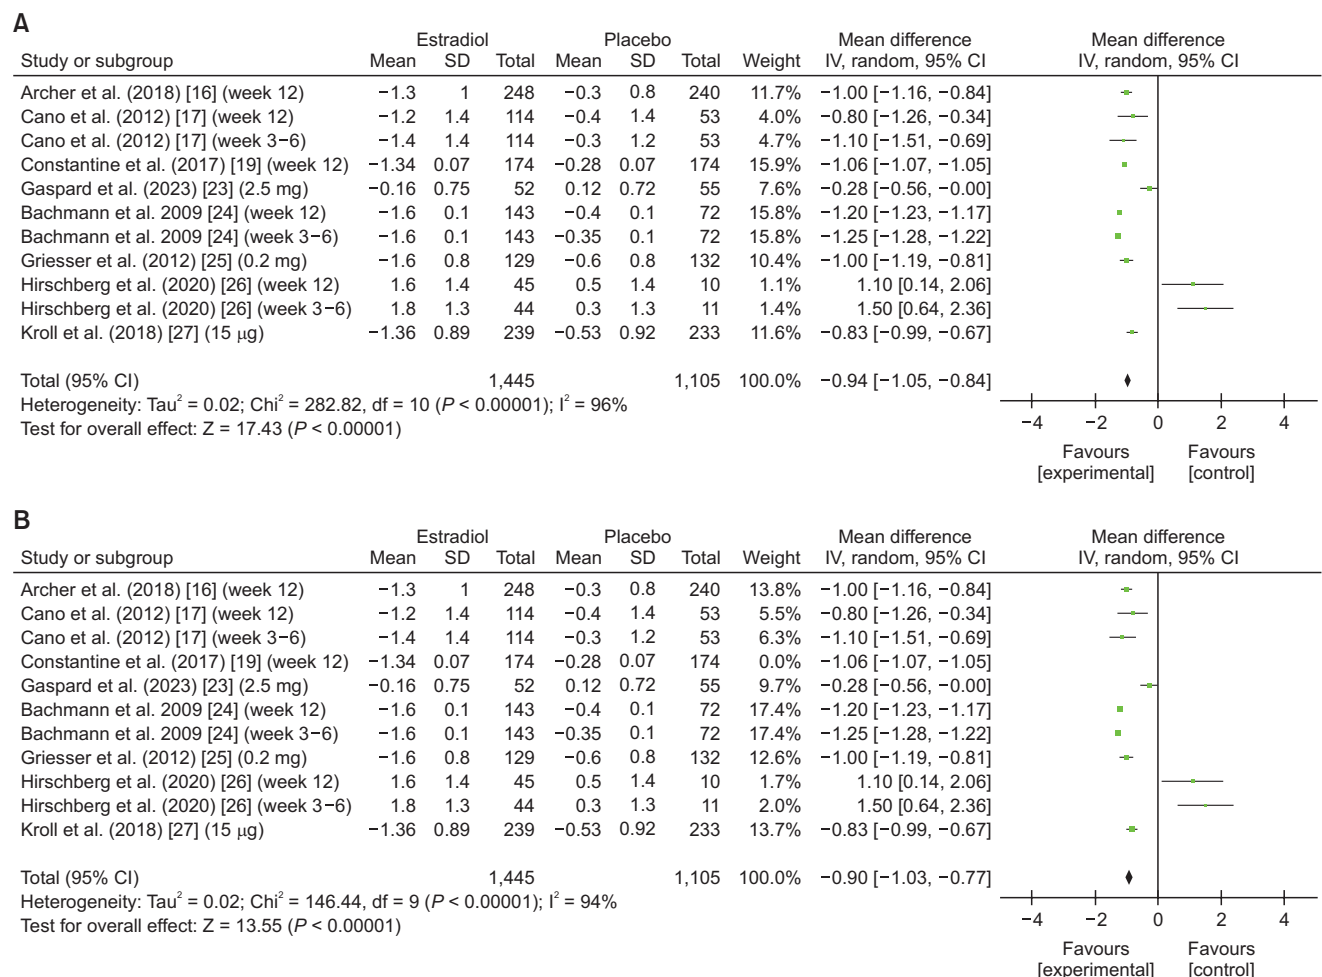 A
Estradiol Placebo Mean difference Mean difference
Study or subgroup Mean SD Total Mean SD Total Weight IV, random, 95% CI IV, random, 95% CI
Archer et al. (2018) [16] (week 12) −1.3 1 248 −0.3 0.8 240 11.7% −1.00 [−1.16, −0.84]
Cano et al. (2012) [17] (week 12) −1.2 1.4 114 −0.4 1.4 53 4.0% −0.80 [−1.26, −0.34]
Cano et al. (2012) [17] (week 3−6) −1.4 1.4 114 −0.3 1.2 53 4.7% −1.10 [−1.51, −0.69]
Constantine et al. (2017) [19] (week 12) −1.34 0.07 174 −0.28 0.07 174 15.9% −1.06 [−1.07, −1.05]
Gaspard et al. (2023) [23] (2.5 mg) −0.16 0.75 52 0.12 0.72 55 7.6% −0.28 [−0.56, −0.00]
Bachmann et al. 2009 [24] (week 12) −1.6 0.1 143 −0.4 0.1 72 15.8% −1.20 [−1.23, −1.17]
Bachmann et al. 2009 [24] (week 3−6) −1.6 0.1 143 −0.35 0.1 72 15.8% −1.25 [−1.28, −1.22]
Griesser et al. (2012) [25] (0.2 mg) −1.6 0.8 129 −0.6 0.8 132 10.4% −1.00 [−1.19, −0.81]
Hirschberg et al. (2020) [26] (week 12) 1.6 1.4 45 0.5 1.4 10 1.1% 1.10 [0.14, 2.06]
Hirschberg et al. (2020) [26] (week 3−6) 1.8 1.3 44 0.3 1.3 11 1.4% 1.50 [0.64, 2.36]
Kroll et al. (2018) [27] (15 μg) −1.36 0.89 239 −0.53 0.92 233 11.6% −0.83 [−0.99, −0.67]
Total (95% CI) 1,445 1,105 100.0% −0.94 [−1.05, −0.84]
Heterogeneity: Tau² = 0.02; Chi² = 282.82, df = 10 (P < 0.00001); I² = 96%
Test for overall effect: Z = 17.43 (P < 0.00001)
−4 −2 0 2 4
Favours Favours
[experimental] [control]
B
Estradiol Placebo Mean difference Mean difference
Study or subgroup Mean SD Total Mean SD Total Weight IV, random, 95% CI IV, random, 95% CI
Archer et al. (2018) [16] (week 12) −1.3 1 248 −0.3 0.8 240 13.8% −1.00 [−1.16, −0.84]
Cano et al. (2012) [17] (week 12) −1.2 1.4 114 −0.4 1.4 53 5.5% −0.80 [−1.26, −0.34]
Cano et al. (2012) [17] (week 3−6) −1.4 1.4 114 −0.3 1.2 53 6.3% −1.10 [−1.51, −0.69]
Constantine et al. (2017) [19] (week 12) −1.34 0.07 174 −0.28 0.07 174 0.0% −1.06 [−1.07, −1.05]
Gaspard et al. (2023) [23] (2.5 mg) −0.16 0.75 52 0.12 0.72 55 9.7% −0.28 [−0.56, −0.00]
Bachmann et al. 2009 [24] (week 12) −1.6 0.1 143 −0.4 0.1 72 17.4% −1.20 [−1.23, −1.17]
Bachmann et al. 2009 [24] (week 3−6) −1.6 0.1 143 −0.35 0.1 72 17.4% −1.25 [−1.28, −1.22]
Griesser et al. (2012) [25] (0.2 mg) −1.6 0.8 129 −0.6 0.8 132 12.6% −1.00 [−1.19, −0.81]
Hirschberg et al. (2020) [26] (week 12) 1.6 1.4 45 0.5 1.4 10 1.7% 1.10 [0.14, 2.06]
Hirschberg et al. (2020) [26] (week 3−6) 1.8 1.3 44 0.3 1.3 11 2.0% 1.50 [0.64, 2.36]
Kroll et al. (2018) [27] (15 μg) −1.36 0.89 239 −0.53 0.92 233 13.7% −0.83 [−0.99, −0.67]
Total (95% CI) 1,445 1,105 100.0% −0.90 [−1.03, −0.77]
Heterogeneity: Tau² = 0.02; Chi² = 146.44, df = 9 (P < 0.00001); I² = 94%
Test for overall effect: Z = 13.55 (P < 0.00001)
−4 −2 0 2 4
Favours Favours
[experimental] [control]